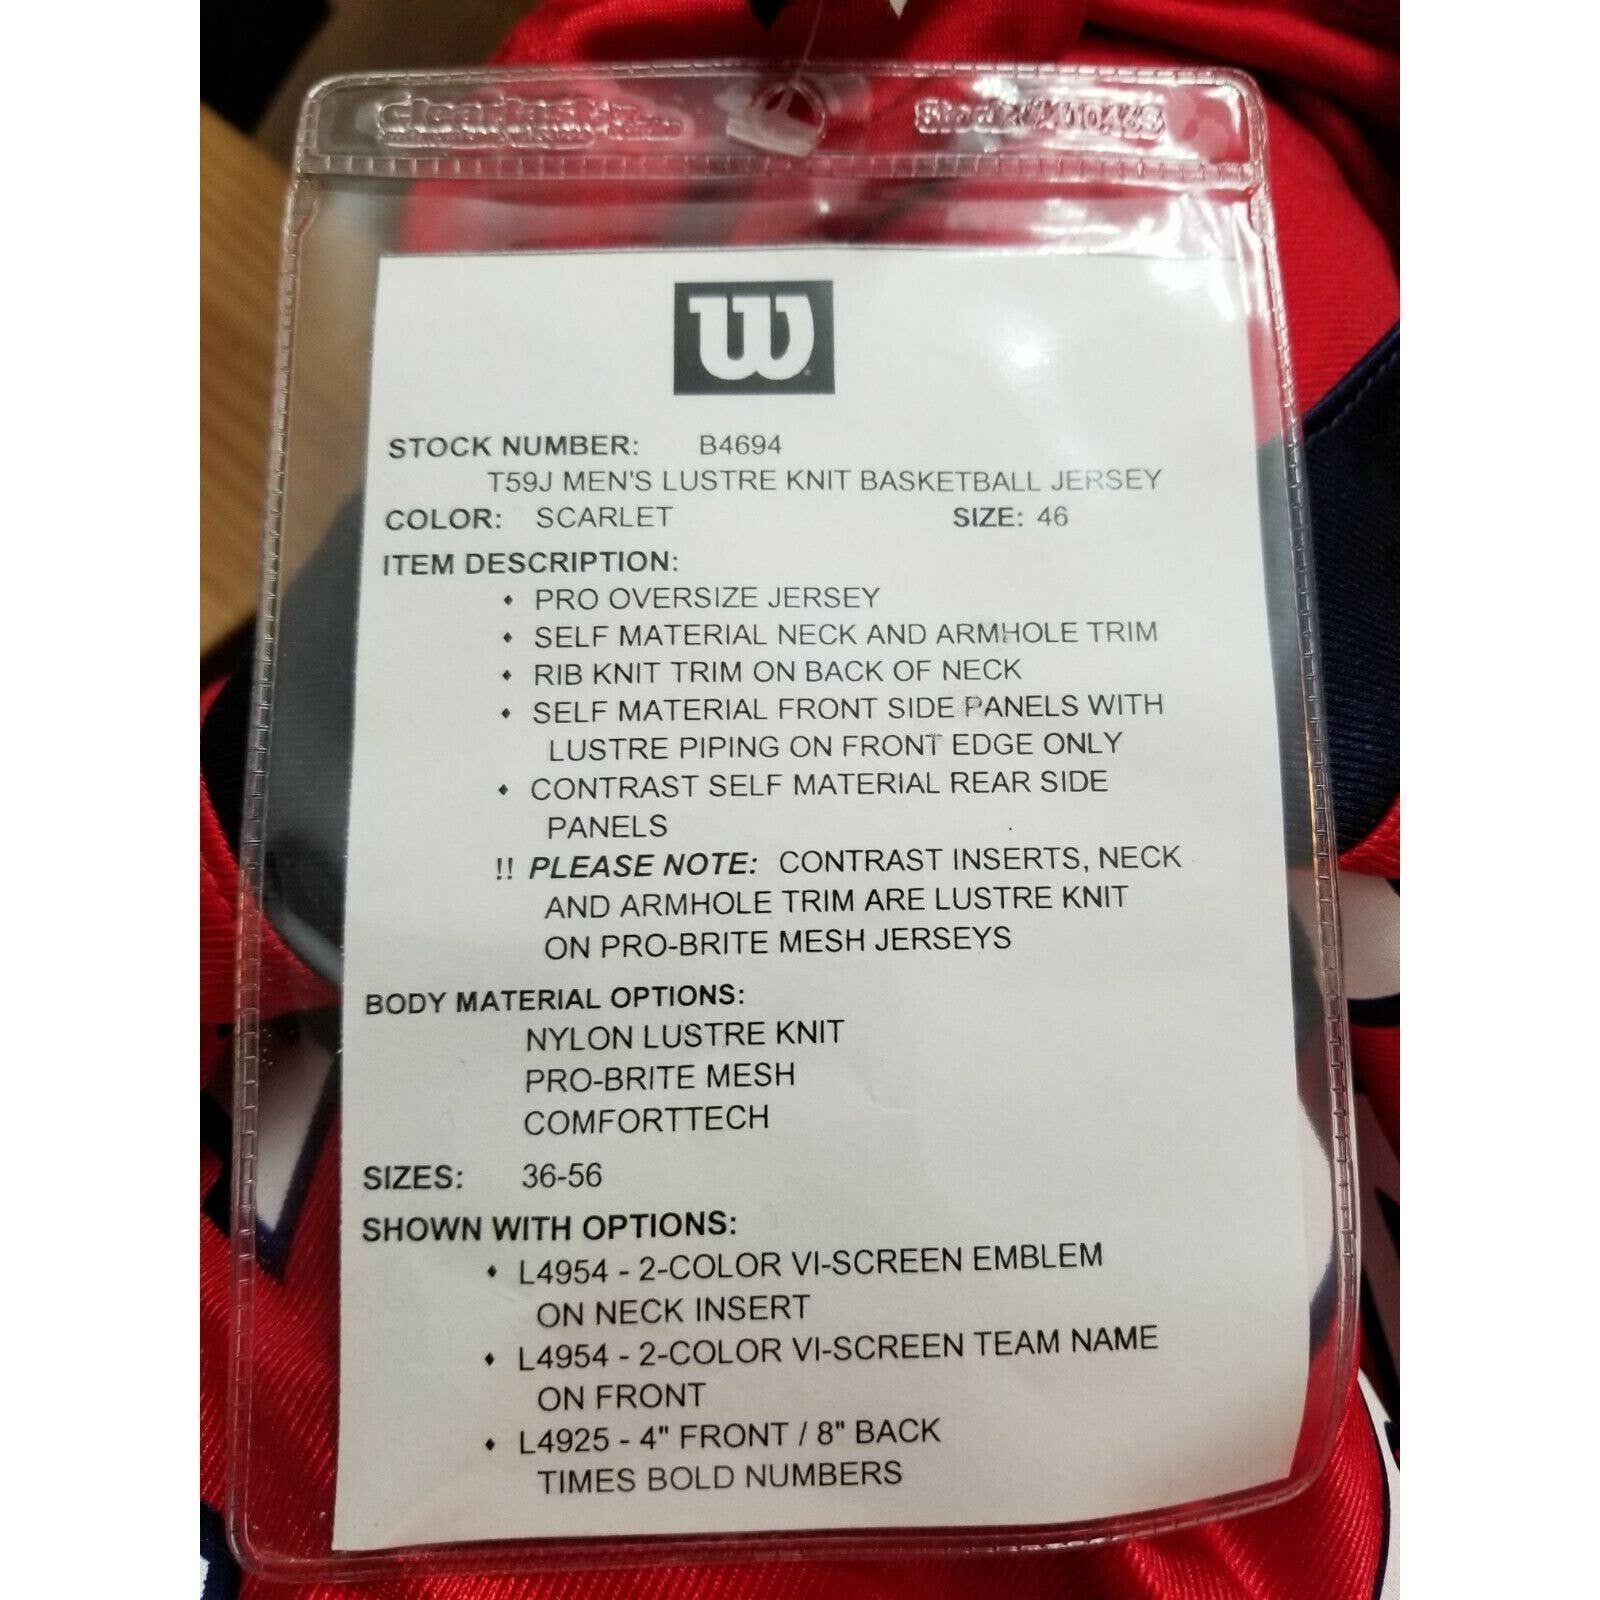 W
STOCK NUMBER: B4694
T59J MEN'S LUSTRE KNIT BASKETBALL JERSEY
COLOR: SCARLET SIZE: 46
ITEM DESCRIPTION:
• PRO OVERSIZE JERSEY
• SELF MATERIAL NECK AND ARMHOLE TRIM
• RIB KNIT TRIM ON BACK OF NECK
• SELF MATERIAL FRONT SIDE PANELS WITH
LUSTRE PIPING ON FRONT EDGE ONLY
• CONTRAST SELF MATERIAL REAR SIDE
PANELS
!! PLEASE NOTE: CONTRAST INSERTS, NECK
AND ARMHOLE TRIM ARE LUSTRE KNIT
ON PRO-BRITE MESH JERSEYS
BODY MATERIAL OPTIONS:
NYLON LUSTRE KNIT
PRO-BRITE MESH
COMFORTTECH
SIZES: 36-56
SHOWN WITH OPTIONS:
• L4954 - 2-COLOR VI-SCREEN EMBLEM
ON NECK INSERT
• L4954 - 2-COLOR VI-SCREEN TEAM NAME
ON FRONT
• L4925 - 4" FRONT / 8" BACK
TIMES BOLD NUMBERS